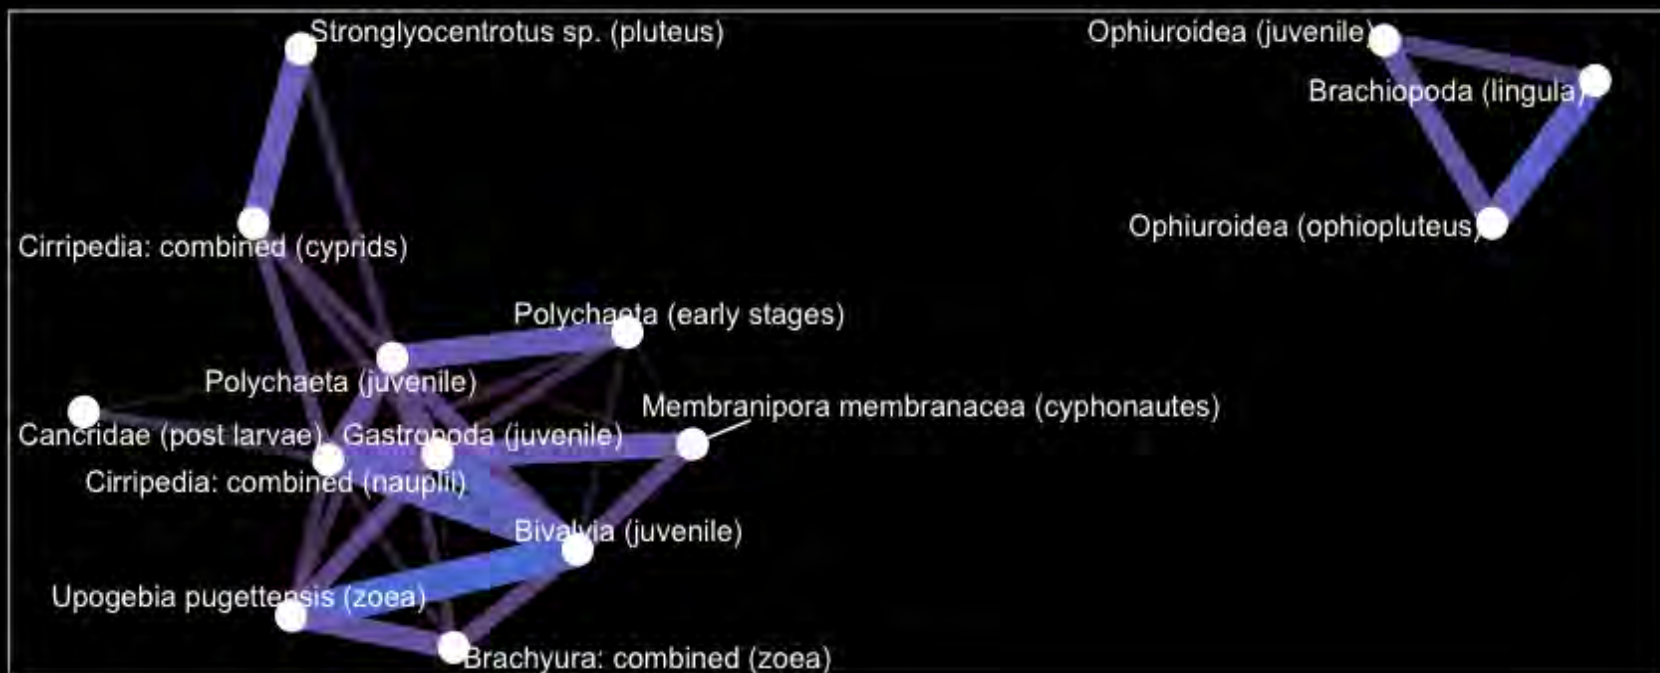 Stronglyocentrotus sp. (pluteus)
Ophiuroidea (juvenile)
Brachiopoda (lingula)
Ophiuroidea (ophiopluteus)
Cirripedia: combined (cyprids)
Polychaeta (early stages)
Polychaeta (juvenile)
Membranipora membranacea (cyphonautes)
Cancridae (post larvae)
Gastropoda (juvenile)
Cirripedia: combined (nauplii)
Bivalvia (juvenile)
Upogebia pugettensis (zoea)
Brachyura: combined (zoea)